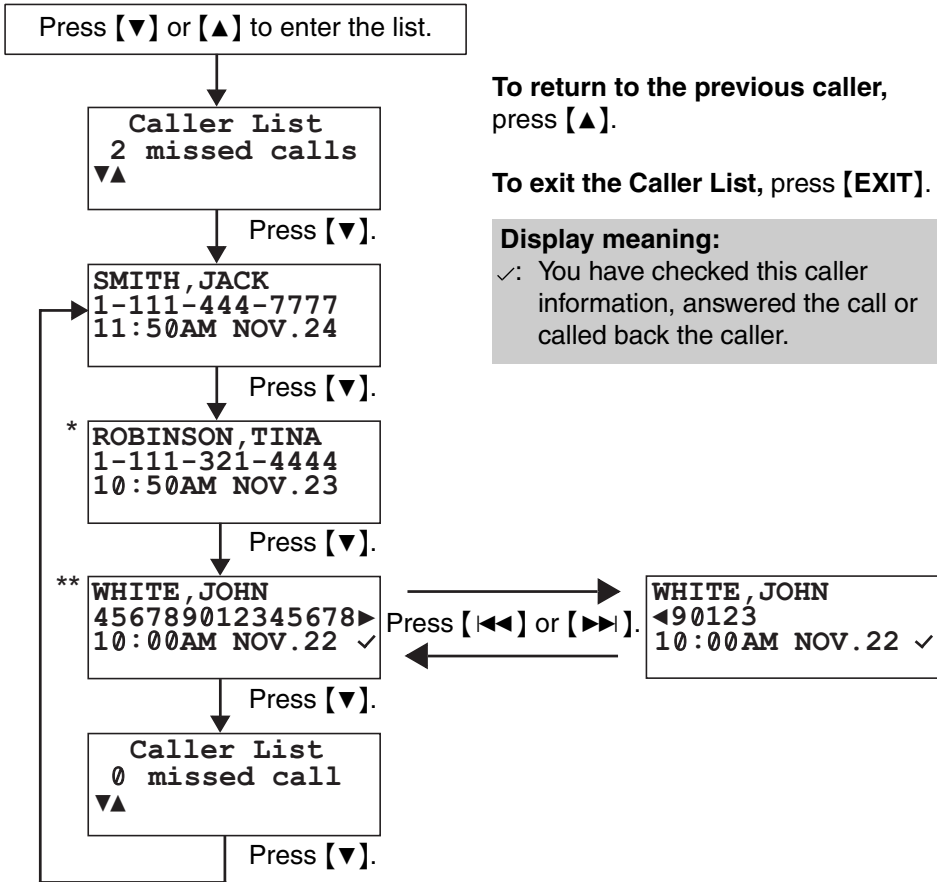 Press 【▼】 or 【▲】 to enter the list.
Caller List
2 missed calls
▼▲
Press 【▼】.
SMITH,JACK
1-111-444-7777
11:50AM NOV.24
Press 【▼】.
* ROBINSON,TINA
1-111-321-4444
10:50AM NOV.23
Press 【▼】.
** WHITE,JOHN
45678901234567​8▶
10:00AM NOV.22 ✓
Press 【⏮】 or 【⏭】.
WHITE,JOHN
◀90123
10:00AM NOV.22 ✓
Press 【▼】.
Caller List
0 missed call
▼▲
Press 【▼】.
To return to the previous caller,
press 【▲】.
To exit the Caller List, press 【EXIT】.
Display meaning:
✓: You have checked this caller
information, answered the call or
called back the caller.